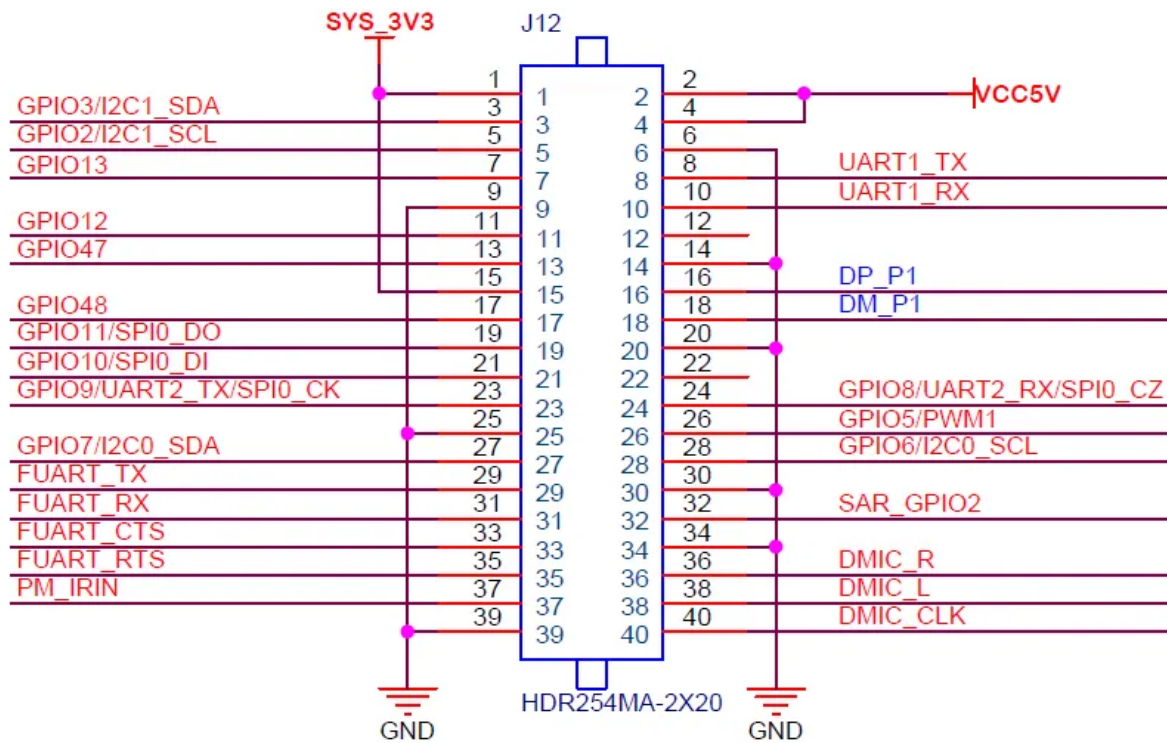 SYS_3V3 J12
1 1 2 2 VCC5V
GPIO3/I2C1_SDA 3 3 4 4
GPIO2/I2C1_SCL 5 5 6 6
GPIO13 7 7 8 8 UART1_TX
9 9 10 10 UART1_RX
GPIO12 11 11 12 12
GPIO47 13 13 14 14
15 15 16 16 DP_P1
GPIO48 17 17 18 18 DM_P1
GPIO11/SPI0_DO 19 19 20 20
GPIO10/SPI0_DI 21 21 22 22
GPIO9/UART2_TX/SPI0_CK 23 23 24 24 GPIO8/UART2_RX/SPI0_CZ
25 25 26 26 GPIO5/PWM1
GPIO7/I2C0_SDA 27 27 28 28 GPIO6/I2C0_SCL
FUART_TX 29 29 30 30
FUART_RX 31 31 32 32 SAR_GPIO2
FUART_CTS 33 33 34 34
FUART_RTS 35 35 36 36 DMIC_R
PM_IRIN 37 37 38 38 DMIC_L
39 39 40 40 DMIC_CLK
HDR254MA-2X20
GND GND